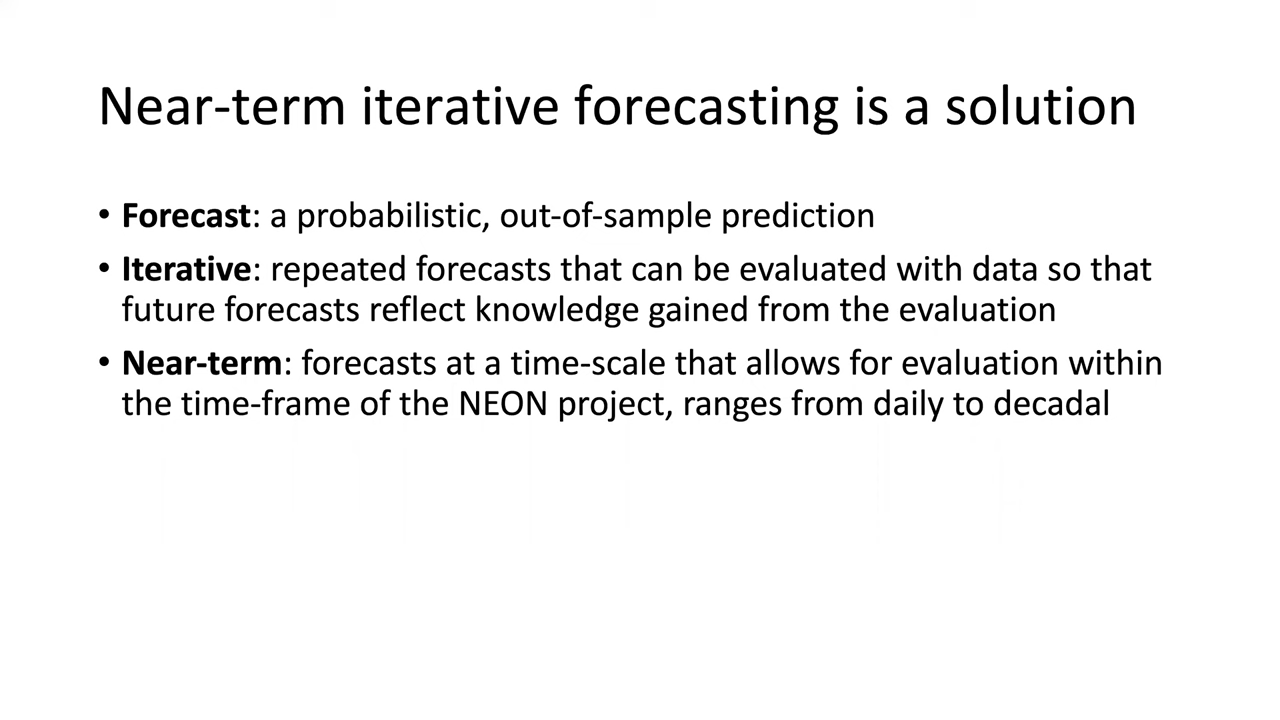 Near-term iterative forecasting is a solution
• Forecast: a probabilistic, out-of-sample prediction
• Iterative: repeated forecasts that can be evaluated with data so that
future forecasts reflect knowledge gained from the evaluation
• Near-term: forecasts at a time-scale that allows for evaluation within
the time-frame of the NEON project, ranges from daily to decadal